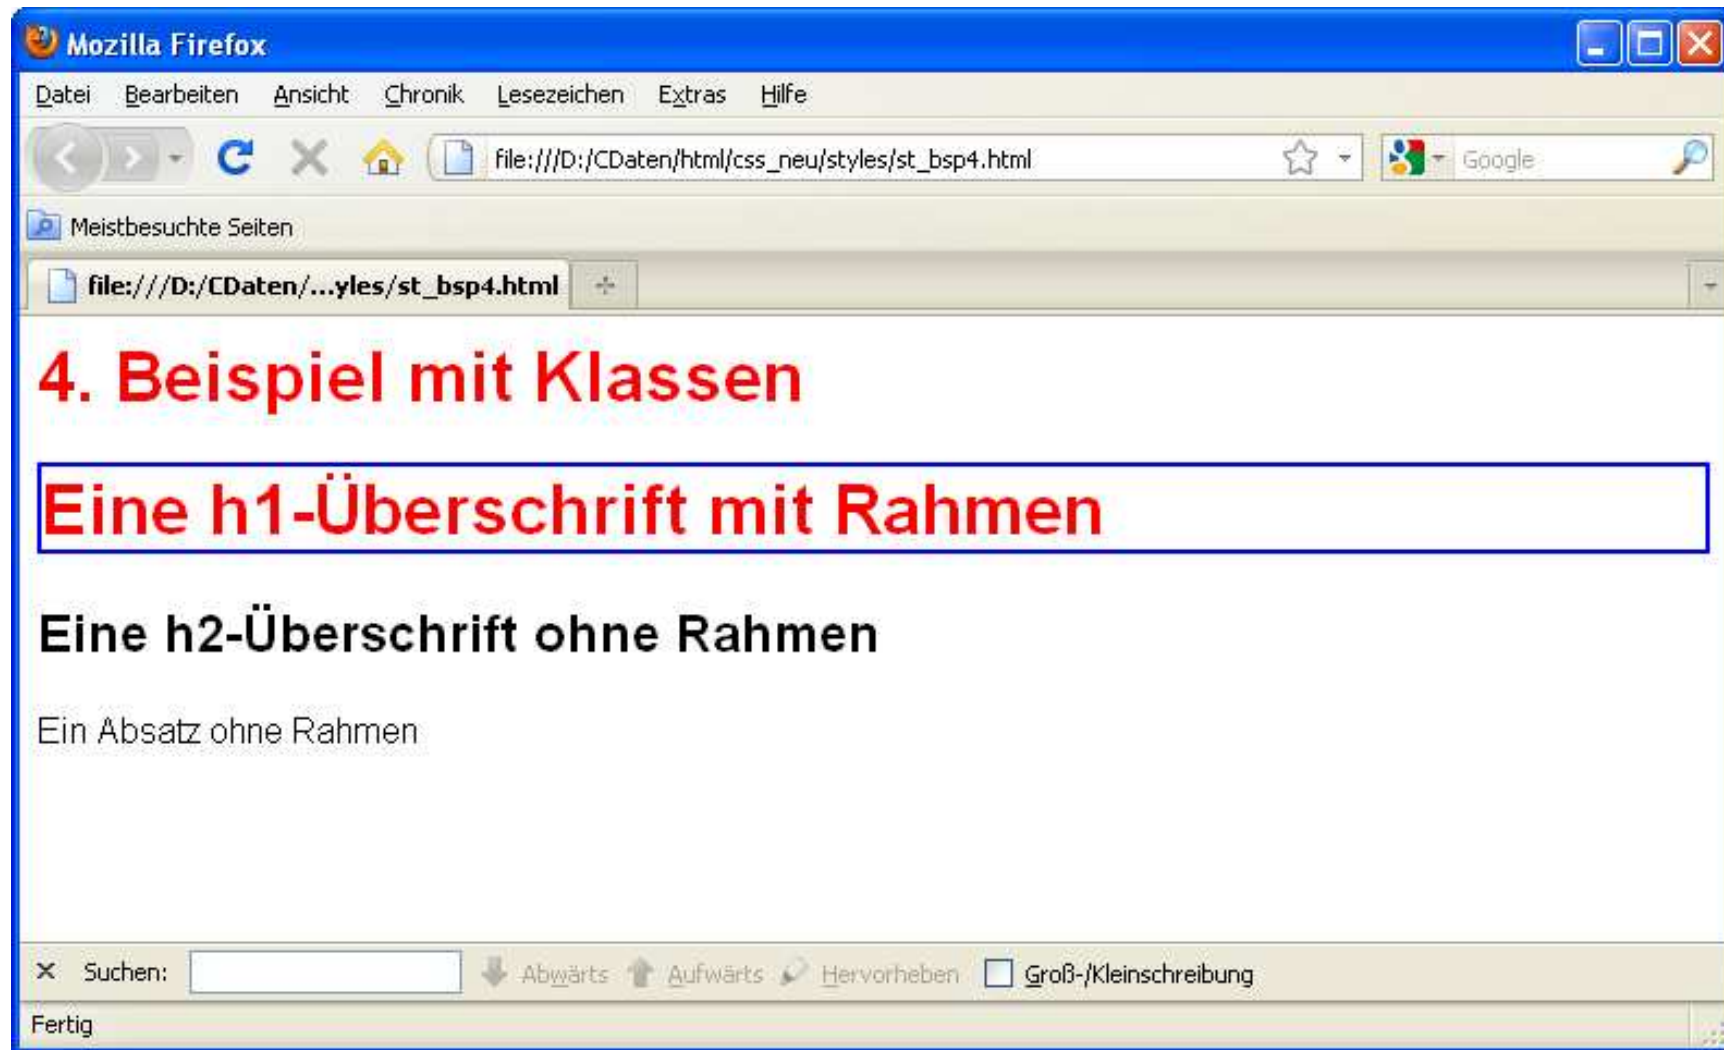 Mozilla Firefox
Datei Bearbeiten Ansicht Chronik Lesezeichen Extras Hilfe
file:///D:/CDaten/html/css_neu/styles/st_bsp4.html Google
Meistbesuchte Seiten
file:///D:/CDaten/...yles/st_bsp4.html
4. Beispiel mit Klassen
Eine h1-Überschrift mit Rahmen
Eine h2-Überschrift ohne Rahmen
Ein Absatz ohne Rahmen
Suchen: Abwärts Aufwärts Hervorheben Groß-/Kleinschreibung
Fertig